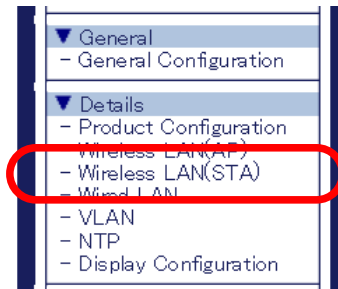 ▼ General
- General Configuration
▼ Details
- Product Configuration
- Wireless LAN(AP)
- Wireless LAN(STA)
- Wired LAN
- VLAN
- NTP
- Display Configuration